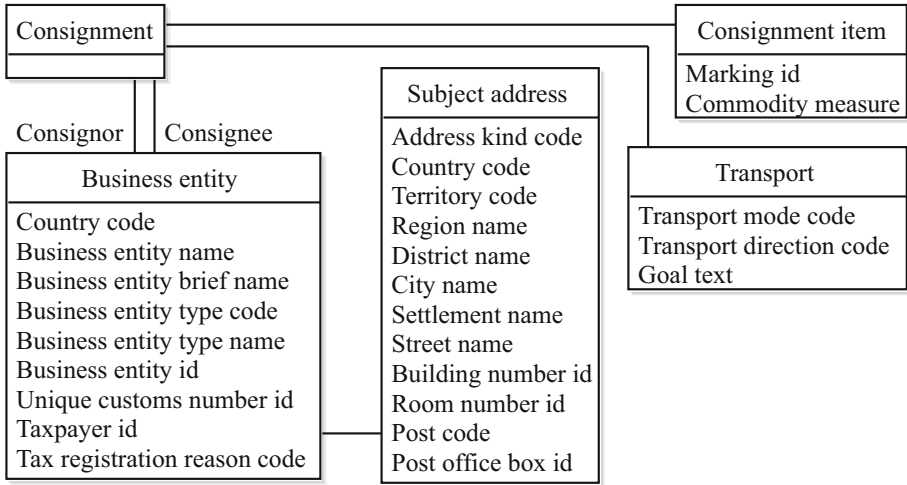 Consignment
Consignor
Consignee
Business entity
Country code
Business entity name
Business entity brief name
Business entity type code
Business entity type name
Business entity id
Unique customs number id
Taxpayer id
Tax registration reason code
Subject address
Address kind code
Country code
Territory code
Region name
District name
City name
Settlement name
Street name
Building number id
Room number id
Post code
Post office box id
Consignment item
Marking id
Commodity measure
Transport
Transport mode code
Transport direction code
Goal text